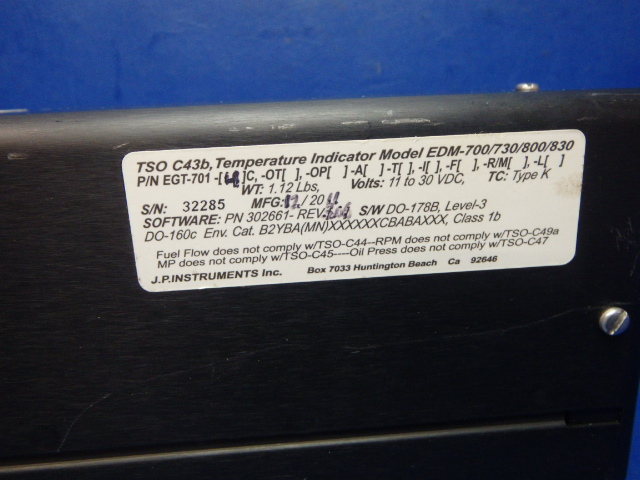 TSO C43b, Temperature Indicator Model EDM-700/730/800/830
P/N EGT-701 -[ ]C, -OT[ ], -OP[ ] -A[ ] -T[ ], -I[ ], -F[ ], -R/M[ ], -L[ ]
WT: 1.12 Lbs, Volts: 11 to 30 VDC, TC: Type K
S/N: 32285 MFG: 12/2011
SOFTWARE: PN 302661- REV- S/W DO-178B, Level-3
DO-160c Env. Cat. B2YBA(MN)XXXXXXCBABAXXX, Class 1b
Fuel Flow does not comply w/TSO-C44--RPM does not comply w/TSO-C49a
MP does not comply w/TSO-C45----Oil Press does not comply w/TSO-C47
J.P.INSTRUMENTS Inc. Box 7033 Huntington Beach Ca 92646